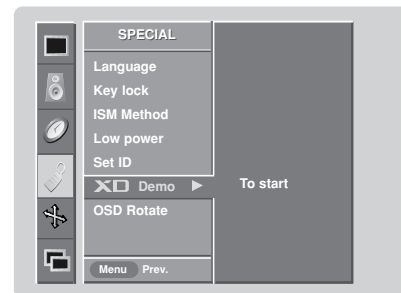 SPECIAL
Language
Key lock
ISM Method
Low power
Set ID
XD Demo ► To start
OSD Rotate
Menu Prev.